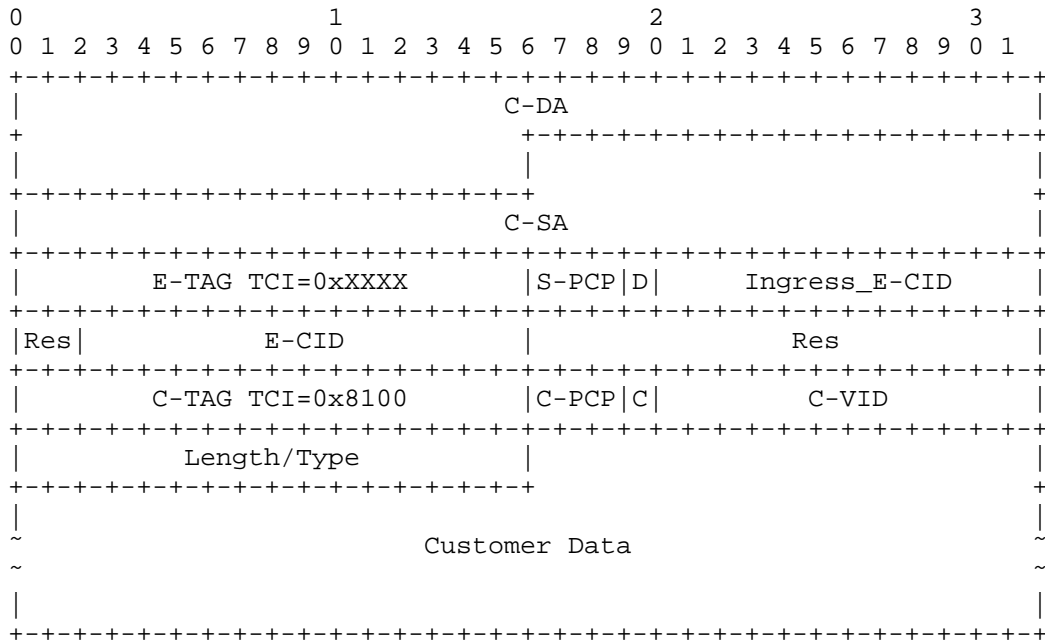 0                   1                   2                   3
0 1 2 3 4 5 6 7 8 9 0 1 2 3 4 5 6 7 8 9 0 1 2 3 4 5 6 7 8 9 0 1
+-+-+-+-+-+-+-+-+-+-+-+-+-+-+-+-+-+-+-+-+-+-+-+-+-+-+-+-+-+-+-+-+
|                              C-DA                             |
+                               +-+-+-+-+-+-+-+-+-+-+-+-+-+-+-+-+
|                               |                               |
+-+-+-+-+-+-+-+-+-+-+-+-+-+-+-+-+                               +
|                              C-SA                             |
+-+-+-+-+-+-+-+-+-+-+-+-+-+-+-+-+-+-+-+-+-+-+-+-+-+-+-+-+-+-+-+-+
|        E-TAG TCI=0xXXXX       |S-PCP|D|     Ingress_E-CID     |
+-+-+-+-+-+-+-+-+-+-+-+-+-+-+-+-+-+-+-+-+-+-+-+-+-+-+-+-+-+-+-+-+
|Res|           E-CID           |                Res            |
+-+-+-+-+-+-+-+-+-+-+-+-+-+-+-+-+-+-+-+-+-+-+-+-+-+-+-+-+-+-+-+-+
|        C-TAG TCI=0x8100       |C-PCP|C|         C-VID         |
+-+-+-+-+-+-+-+-+-+-+-+-+-+-+-+-+-+-+-+-+-+-+-+-+-+-+-+-+-+-+-+-+
|          Length/Type          |                               |
+-+-+-+-+-+-+-+-+-+-+-+-+-+-+-+-+                               +
|                                                               |
~                         Customer Data                         ~
~                                                               ~
|                                                               |
+-+-+-+-+-+-+-+-+-+-+-+-+-+-+-+-+-+-+-+-+-+-+-+-+-+-+-+-+-+-+-+-+